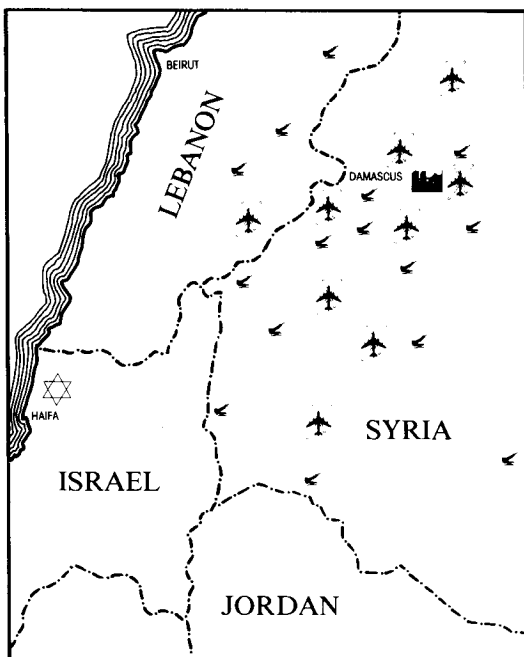 BEIRUT
LEBANON
DAMASCUS
HAIFA
SYRIA
ISRAEL
JORDAN